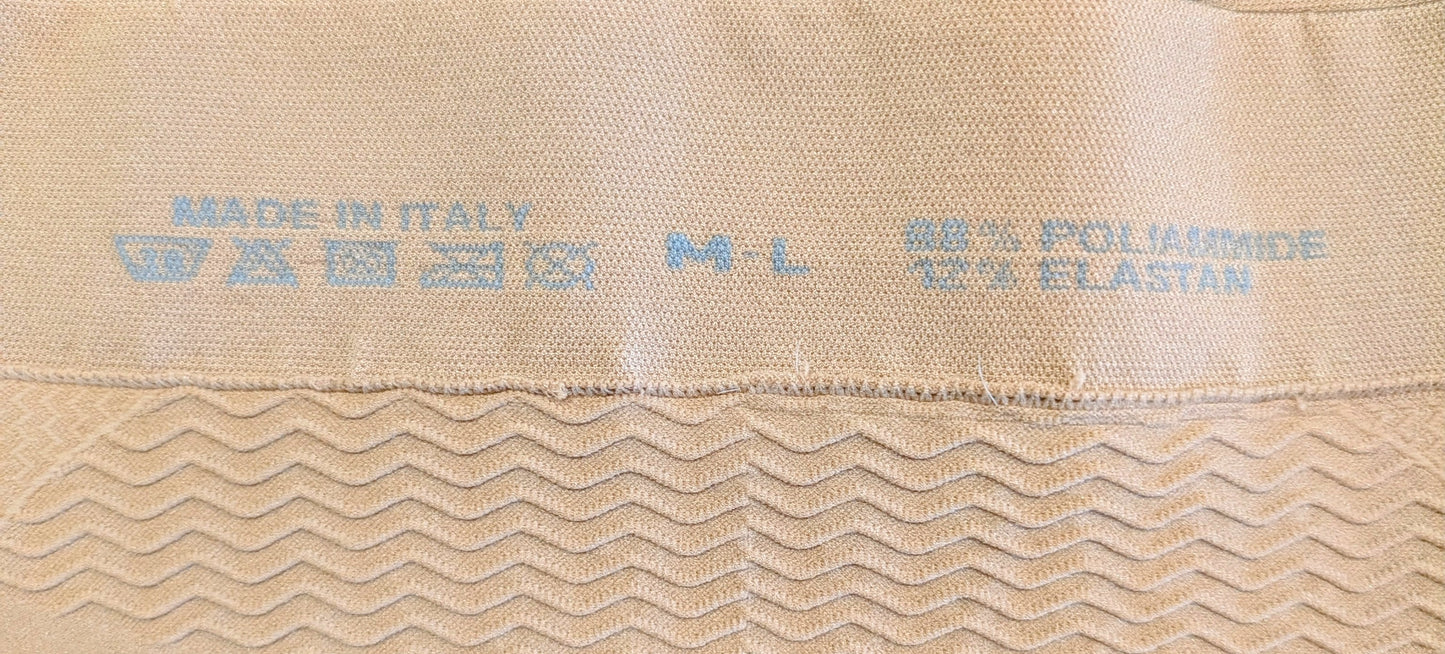 MADE IN ITALY
M-L
88% POLIAMMIDE
12% ELASTAN